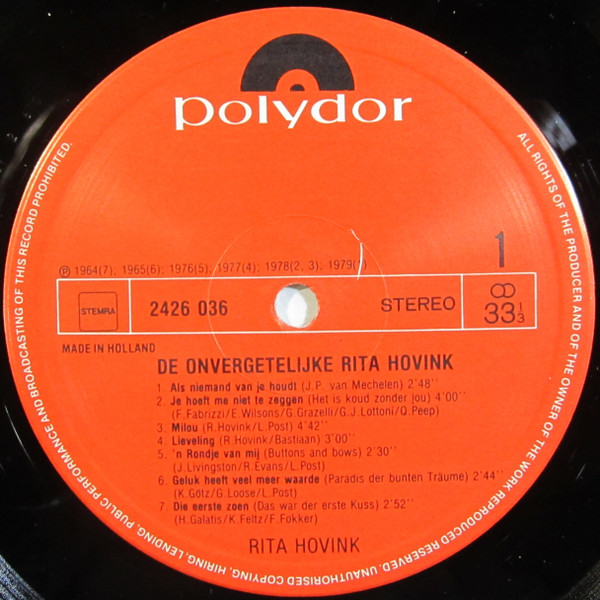 polydor
ALL RIGHTS OF THE PRODUCER AND OF THE OWNER OF THE WORK REPRODUCED RESERVED. UNAUTHORISED COPYING, HIRING, LENDING, PUBLIC PERFORMANCE AND BROADCASTING OF THIS RECORD PROHIBITED.
1
℗ 1964(7); 1965(6); 1976(5); 1977(4); 1978(2, 3); 1979(1)
STEMRA
2426 036
STEREO
33 1/3
MADE IN HOLLAND
DE ONVERGETELIJKE RITA HOVINK
1. Als niemand van je houdt (J.P. van Mechelen) 2'48''
2. Je hoeft me niet te zeggen (Het is koud zonder jou) 4'00''
(F.Fabrizzi/E.Wilsons/G.Grazelli/G.J.Lottoni/Q.Peep)
3. Milou (R.Hovink/L.Post) 4'42''
4. Lieveling (R.Hovink/Bastiaan) 3'00''
5. 'n Rondje van mij (Buttons and bows) 2'30''
(J.Livingston/R.Evans/L.Post)
6. Geluk heeft veel meer waarde (Paradis der bunten Träume) 2'44''
(K.Götz/G.Loose/L.Post)
7. Die eerste zoen (Das war der erste Kuss) 2'52''
(H.Galatis/K.Feltz/F.Fokker)
RITA HOVINK